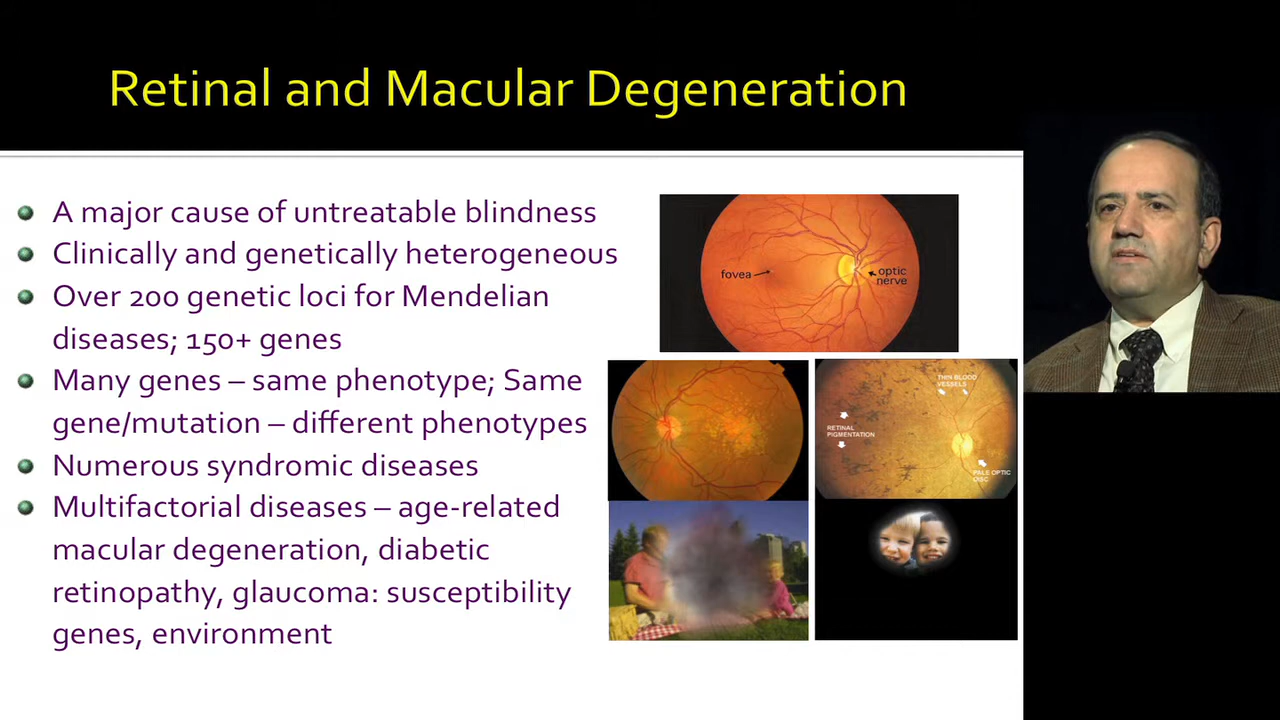 Retinal and Macular Degeneration
A major cause of untreatable blindness
Clinically and genetically heterogeneous
Over 200 genetic loci for Mendelian
diseases; 150+ genes
Many genes – same phenotype; Same
gene/mutation – different phenotypes
Numerous syndromic diseases
Multifactorial diseases – age-related
macular degeneration, diabetic
retinopathy, glaucoma: susceptibility
genes, environment
fovea
optic
nerve
THIN BLOOD
VESSELS
RETINAL
PIGMENTATION
PALE OPTIC
DISC